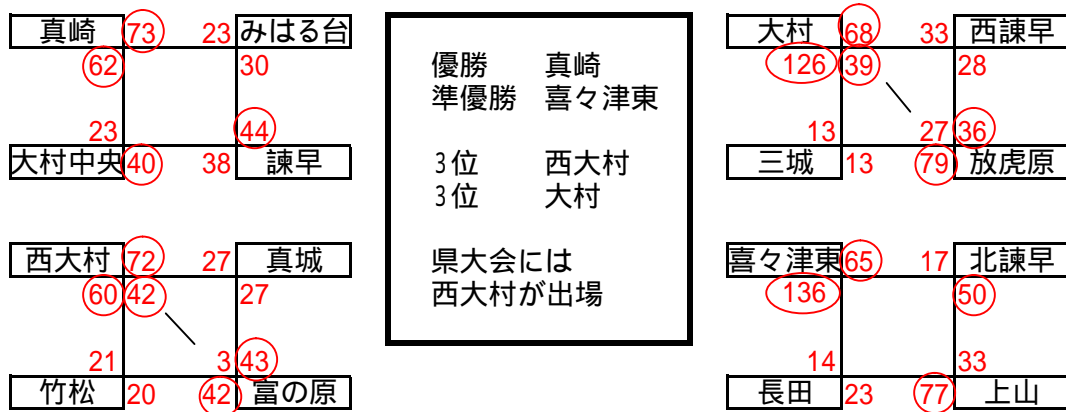 真崎 73 23 みはる台
62 30
23 44
大村中央 40 38 諫早
西大村 72 27 真城
60 42 27
21 3 43
竹松 20 42 富の原
優勝 真崎
準優勝 喜々津東
3位 西大村
3位 大村
県大会には
西大村が出場
大村 68 33 西諫早
126 39 28
13 27 36
三城 13 79 放虎原
喜々津東 65 17 北諫早
136 50
14 33
長田 23 77 上山